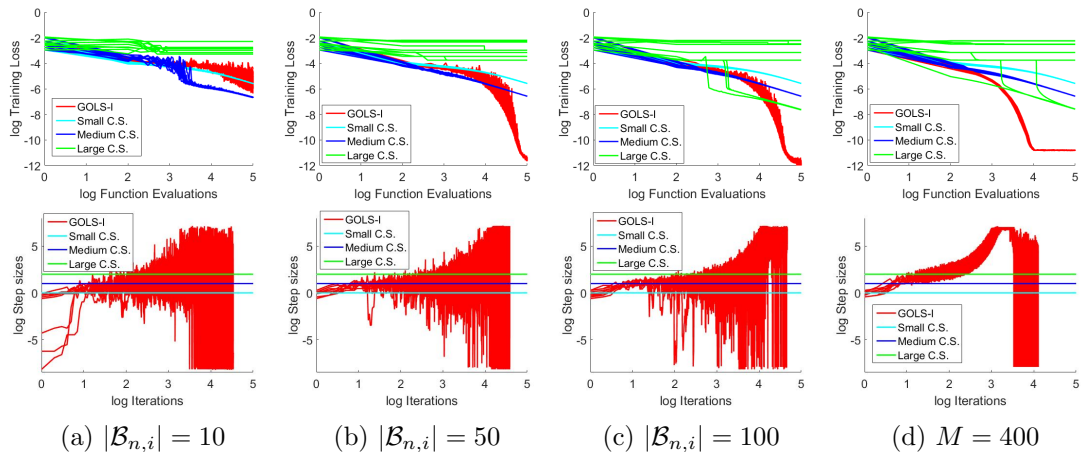 -2
-4
-6
-8
-10
-12
log Training Loss
GOLS-I
Small C.S.
Medium C.S.
Large C.S.
0 1 2 3 4 5
log Function Evaluations
-2
-4
-6
-8
-10
-12
log Training Loss
GOLS-I
Small C.S.
Medium C.S.
Large C.S.
0 1 2 3 4 5
log Function Evaluations
0
-2
-4
-6
-8
-10
-12
log Training Loss
GOLS-I
Small C.S.
Medium C.S.
Large C.S.
0 1 2 3 4 5
log Function Evaluations
0
-2
-4
-6
-8
-10
-12
log Training Loss
GOLS-I
Small C.S.
Medium C.S.
Large C.S.
0 1 2 3 4 5
log Function Evaluations
5
0
-5
log Step sizes
GOLS-I
Small C.S.
Medium C.S.
Large C.S.
0 1 2 3 4 5
log Iterations
5
0
-5
log Step sizes
GOLS-I
Small C.S.
Medium C.S.
Large C.S.
0 1 2 3 4 5
log Iterations
5
0
-5
log Step sizes
GOLS-I
Small C.S.
Medium C.S.
Large C.S.
0 1 2 3 4 5
log Iterations
5
0
-5
log Step sizes
GOLS-I
Small C.S.
Medium C.S.
Large C.S.
0 1 2 3 4 5
log Iterations
(a) |ℬn,i| = 10
(b) |ℬn,i| = 50
(c) |ℬn,i| = 100
(d) M = 400